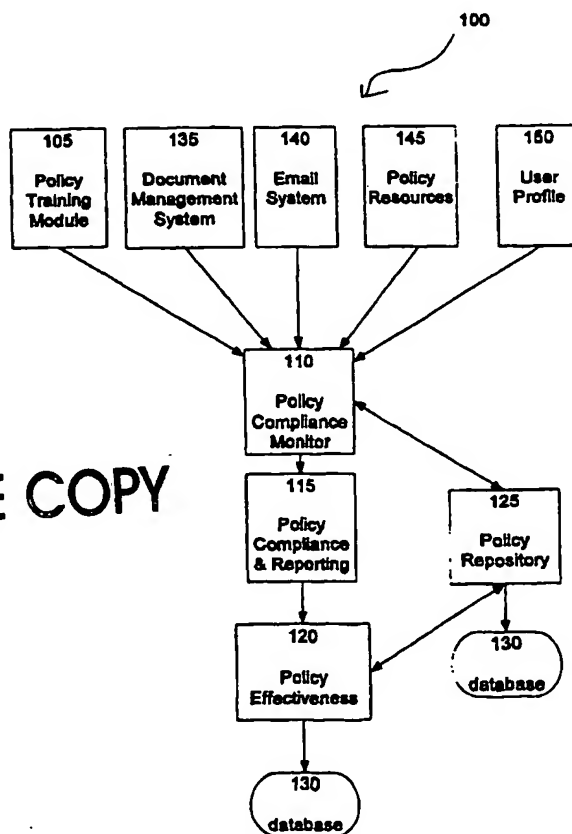 100
105
Policy
Training
Module
135
Document
Management
System
140
Email
System
145
Policy
Resources
150
User
Profile
110
Policy
Compliance
Monitor
COPY
115
Policy
Compliance
& Reporting
125
Policy
Repository
120
Policy
Effectiveness
130
database
130
database